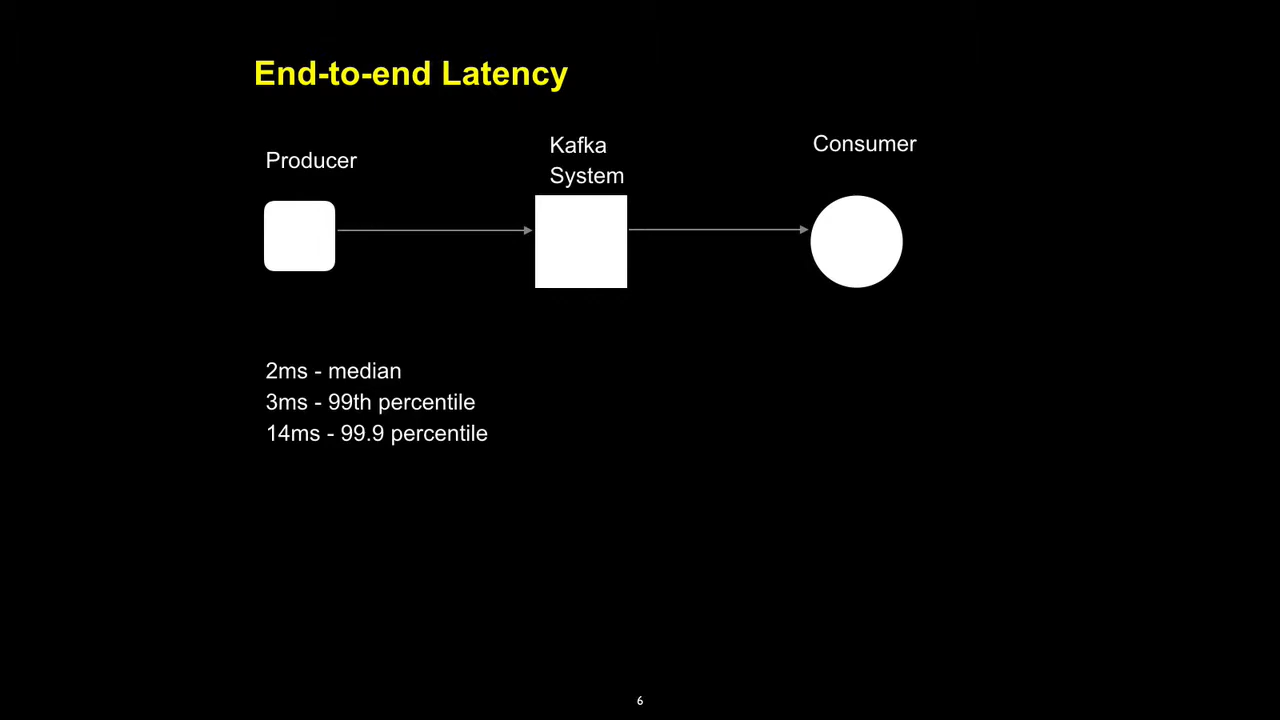 End-to-end Latency
Producer
Kafka
System
Consumer
2ms - median
3ms - 99th percentile
14ms - 99.9 percentile
6